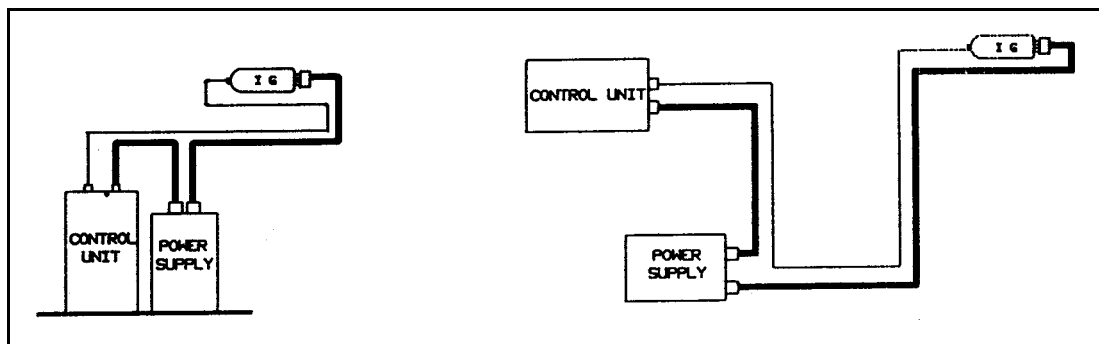 I G
CONTROL
UNIT
POWER
SUPPLY
I G
CONTROL UNIT
POWER
SUPPLY